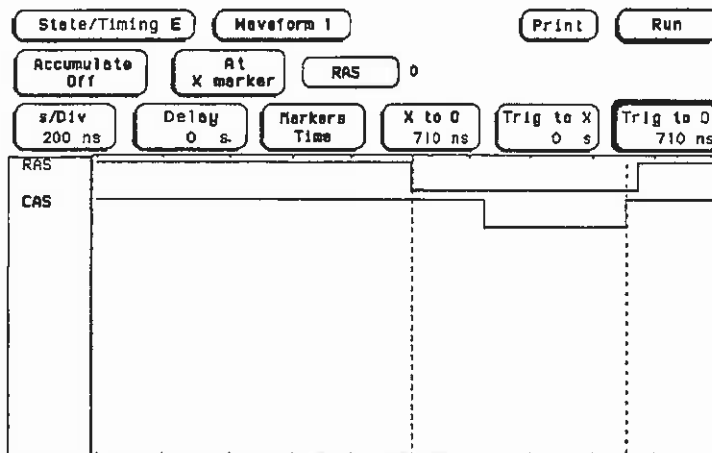 State/Timing E Waveform 1 Print Run
Accumulate Off At X marker RAS 0
s/Div 200 ns Delay 0 s Markers Time X to O 710 ns Trig to X 0 s Trig to O 710 ns
RAS
CAS